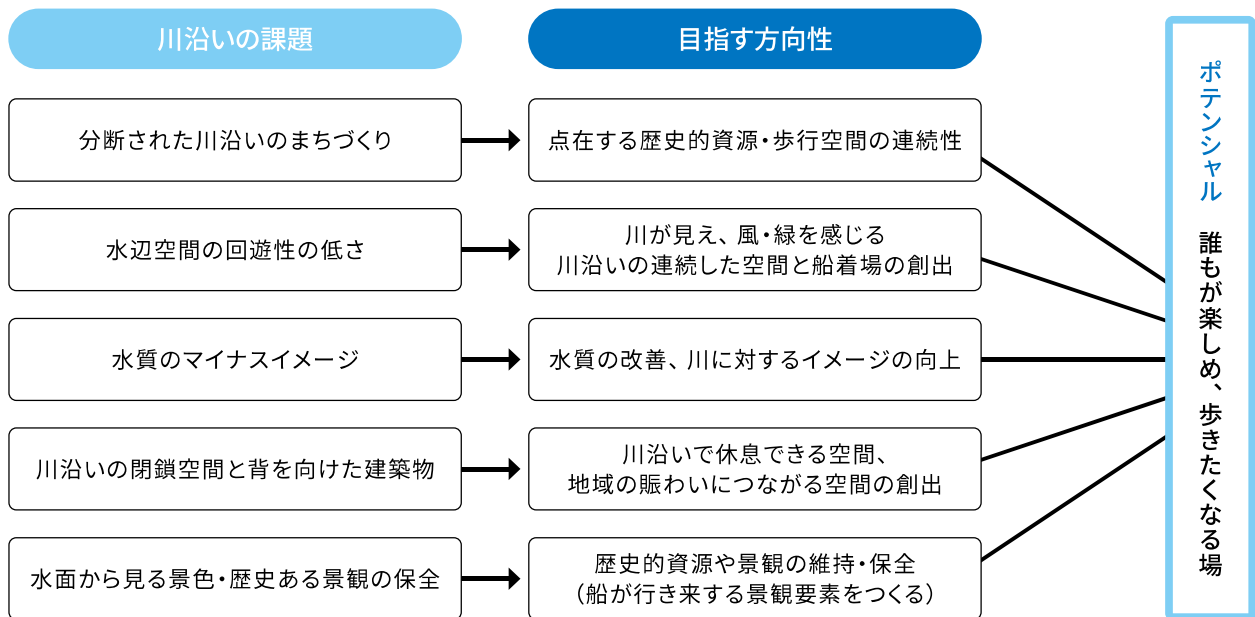 川沿いの課題
目指す方向性
分断された川沿いのまちづくり
点在する歴史的資源・歩行空間の連続性
水辺空間の回遊性の低さ
川が見え、風・緑を感じる
川沿いの連続した空間と船着場の創出
水質のマイナスイメージ
水質の改善、川に対するイメージの向上
川沿いの閉鎖空間と背を向けた建築物
川沿いで休息できる空間、
地域の賑わいにつながる空間の創出
水面から見る景色・歴史ある景観の保全
歴史的資源や景観の維持・保全
（船が行き来する景観要素をつくる）
ポテンシャル　誰もが楽しめ、歩きたくなる場